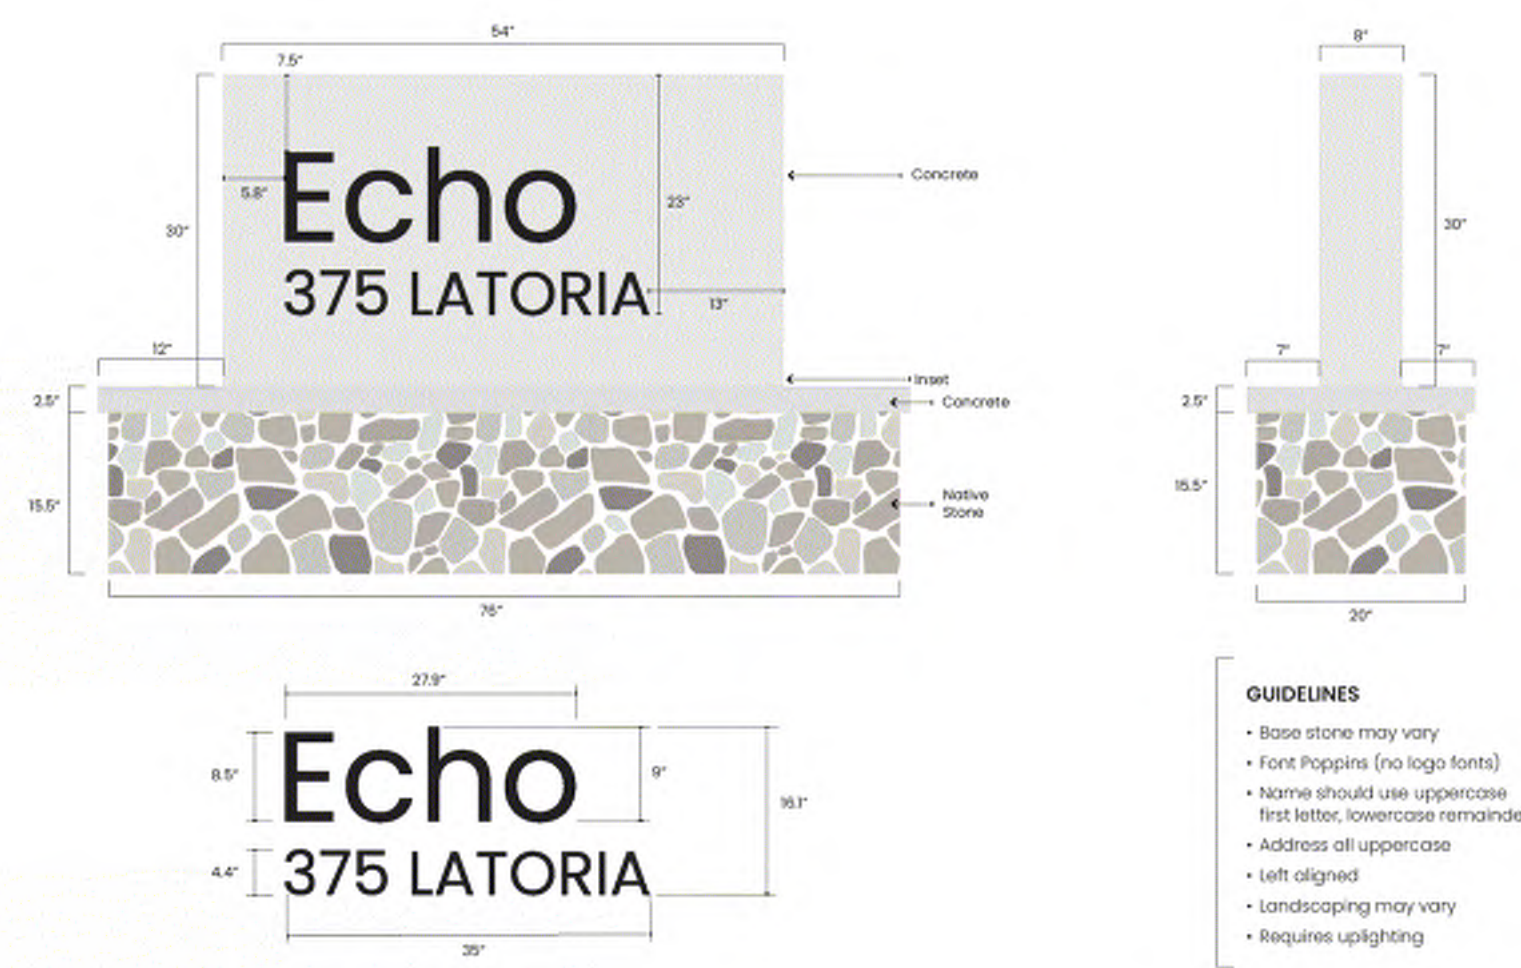 54"
8"
7.5"
Echo
5.8"
23"
Concrete
30"
30"
375 LATORIA
13"
12"
7"
7"
Inset
2.5"
Concrete
2.5"
Native
Stone
15.5"
15.5"
76"
20"
27.9"
Echo
8.5"
9"
16.1"
375 LATORIA
4.4"
35"
GUIDELINES
• Base stone may vary
• Font Poppins (no logo fonts)
• Name should use uppercase
first letter, lowercase remainde
• Address all uppercase
• Left aligned
• Landscaping may vary
• Requires uplighting